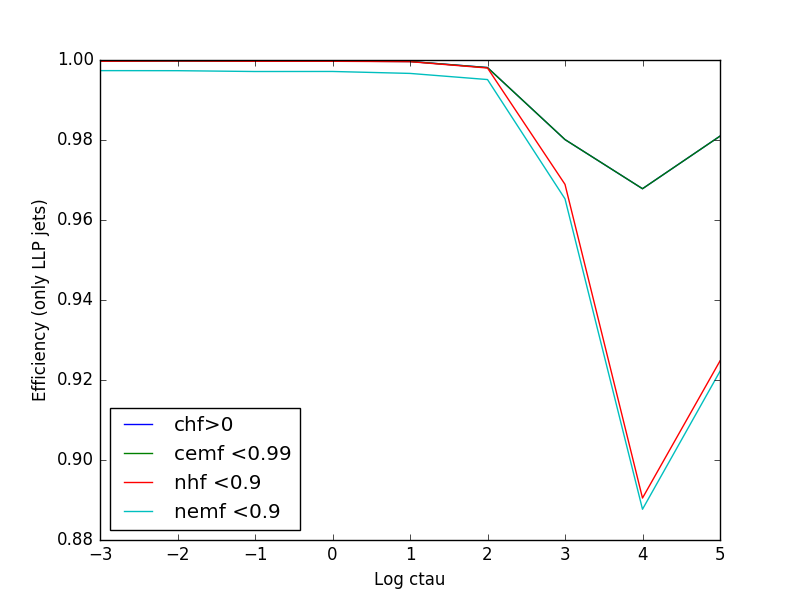 1.00
0.98
0.96
0.94
0.92
0.90
0.88
Efficiency (only LLP jets)
chf>0
cemf <0.99
nhf <0.9
nemf <0.9
−3 −2 −1 0 1 2 3 4 5
Log ctau